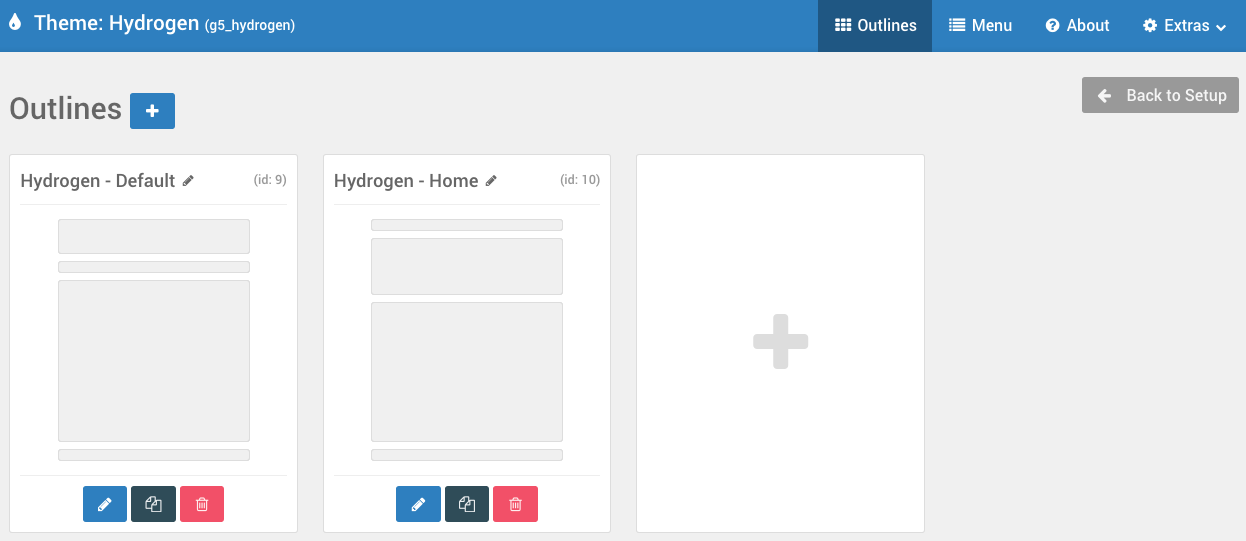 Theme: Hydrogen (g5_hydrogen)
Outlines
Menu
About
Extras
Outlines
Back to Setup
Hydrogen - Default
(id: 9)
Hydrogen - Home
(id: 10)